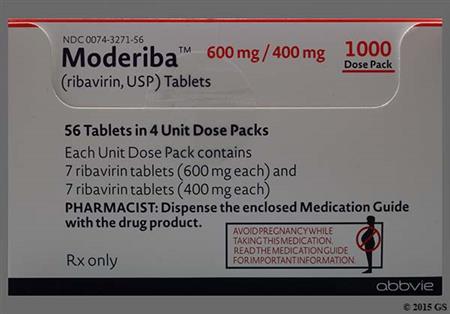 NDC 0074-3271-56
Moderiba™ 600 mg / 400 mg 1000
Dose Pack
(ribavirin, USP) Tablets
56 Tablets in 4 Unit Dose Packs
Each Unit Dose Pack contains
7 ribavirin tablets (600 mg each) and
7 ribavirin tablets (400 mg each)
PHARMACIST: Dispense the enclosed Medication Guide
with the drug product.
AVOID PREGNANCY WHILE
TAKING THIS MEDICATION.
READ THE MEDICATION GUIDE
FOR IMPORTANT INFORMATION.
Rx only
abbvie
© 2015 GS